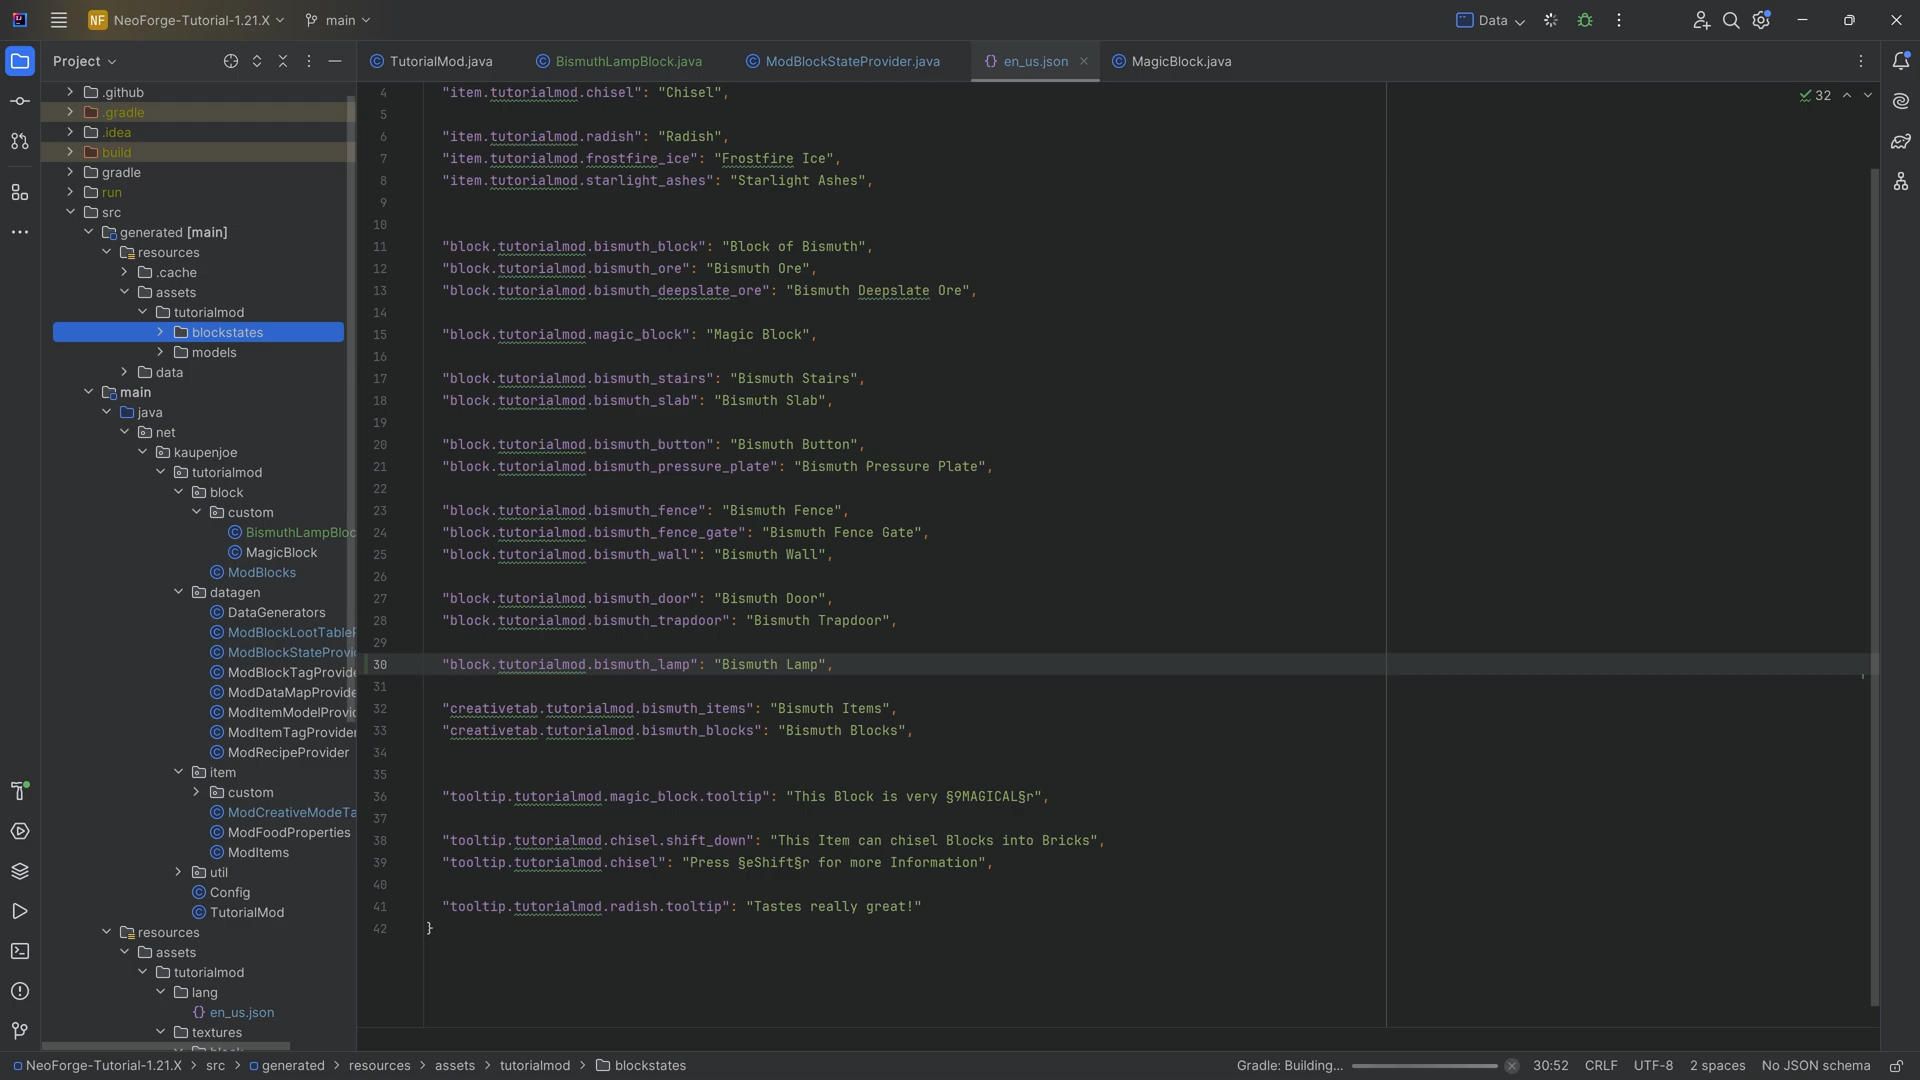 NF NeoForge-Tutorial-1.21.X main Data
Project
TutorialMod.java BismuthLampBlock.java ModBlockStateProvider.java {} en_us.json MagicBlock.java
.github
.gradle
.idea
build
gradle
run
src
generated [main]
resources
.cache
assets
tutorialmod
blockstates
models
data
main
java
net
kaupenjoe
tutorialmod
block
custom
BismuthLampBloc
MagicBlock
ModBlocks
datagen
DataGenerators
ModBlockLootTable
ModBlockStateProvi
ModBlockTagProvide
ModDataMapProvide
ModItemModelProvi
ModItemTagProvider
ModRecipeProvider
item
custom
ModCreativeModeTa
ModFoodProperties
ModItems
util
Config
TutorialMod
resources
assets
tutorialmod
lang
{} en_us.json
textures
32
4 "item.tutorialmod.chisel": "Chisel",
5
6 "item.tutorialmod.radish": "Radish",
7 "item.tutorialmod.frostfire_ice": "Frostfire Ice",
8 "item.tutorialmod.starlight_ashes": "Starlight Ashes",
9
10
11 "block.tutorialmod.bismuth_block": "Block of Bismuth",
12 "block.tutorialmod.bismuth_ore": "Bismuth Ore",
13 "block.tutorialmod.bismuth_deepslate_ore": "Bismuth Deepslate Ore",
14
15 "block.tutorialmod.magic_block": "Magic Block",
16
17 "block.tutorialmod.bismuth_stairs": "Bismuth Stairs",
18 "block.tutorialmod.bismuth_slab": "Bismuth Slab",
19
20 "block.tutorialmod.bismuth_button": "Bismuth Button",
21 "block.tutorialmod.bismuth_pressure_plate": "Bismuth Pressure Plate",
22
23 "block.tutorialmod.bismuth_fence": "Bismuth Fence",
24 "block.tutorialmod.bismuth_fence_gate": "Bismuth Fence Gate",
25 "block.tutorialmod.bismuth_wall": "Bismuth Wall",
26
27 "block.tutorialmod.bismuth_door": "Bismuth Door",
28 "block.tutorialmod.bismuth_trapdoor": "Bismuth Trapdoor",
29
30 "block.tutorialmod.bismuth_lamp": "Bismuth Lamp",
31
32 "creativetab.tutorialmod.bismuth_items": "Bismuth Items",
33 "creativetab.tutorialmod.bismuth_blocks": "Bismuth Blocks",
34
35
36 "tooltip.tutorialmod.magic_block.tooltip": "This Block is very §9MAGICAL§r",
37
38 "tooltip.tutorialmod.chisel.shift_down": "This Item can chisel Blocks into Bricks",
39 "tooltip.tutorialmod.chisel": "Press §eShift§r for more Information",
40
41 "tooltip.tutorialmod.radish.tooltip": "Tastes really great!"
42 }
NeoForge-Tutorial-1.21.X > src > generated > resources > assets > tutorialmod > blockstates Gradle: Building... 30:52 CRLF UTF-8 2 spaces No JSON schema